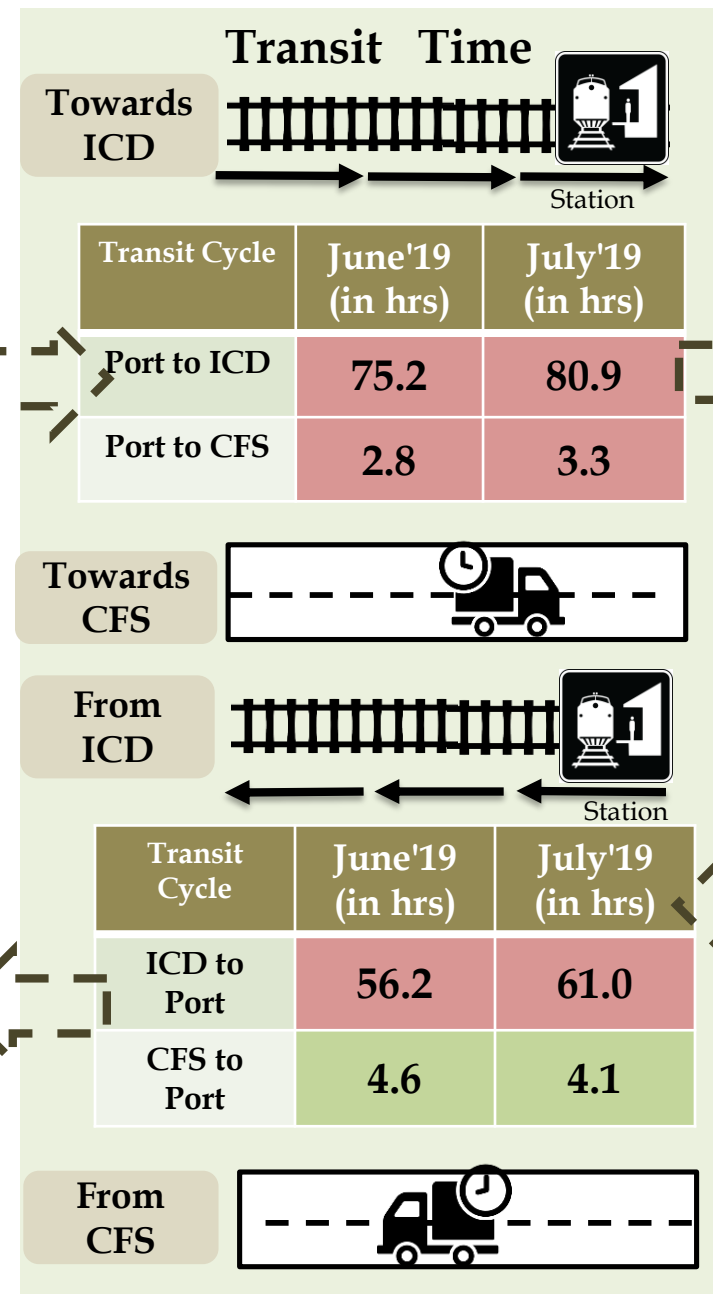 Transit Time
Towards
ICD
Station
Transit Cycle
June'19
(in hrs)
July'19
(in hrs)
Port to ICD
75.2
80.9
Port to CFS
2.8
3.3
Towards
CFS
From
ICD
Station
Transit
Cycle
June'19
(in hrs)
July'19
(in hrs)
ICD to
Port
56.2
61.0
CFS to
Port
4.6
4.1
From
CFS